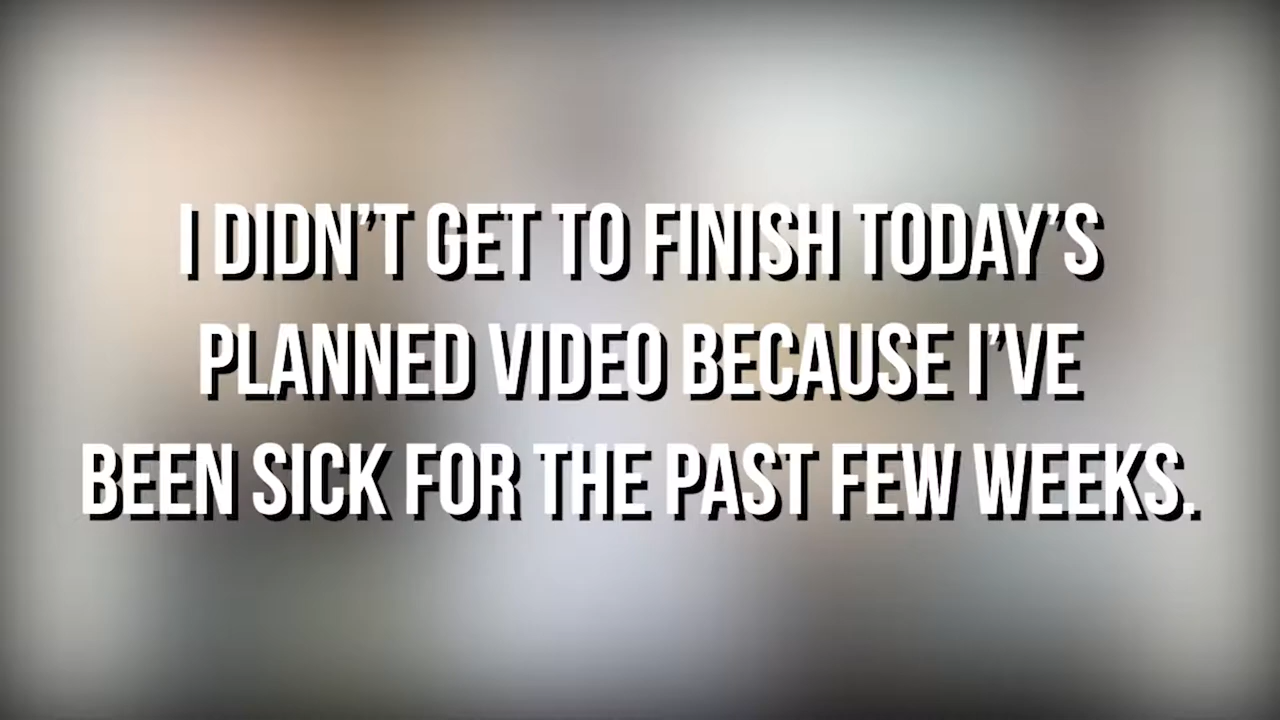 I DIDN’T GET TO FINISH TODAY’S
PLANNED VIDEO BECAUSE I’VE
BEEN SICK FOR THE PAST FEW WEEKS.